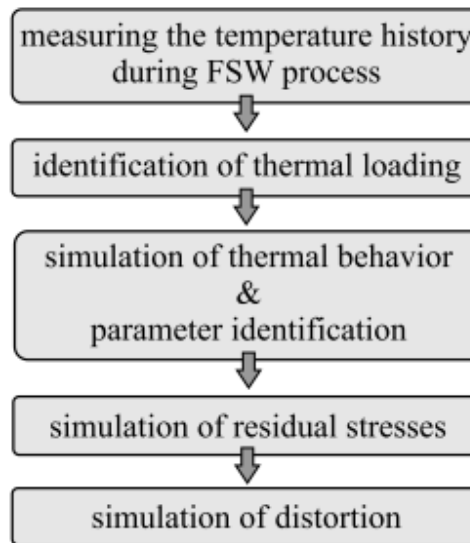 measuring the temperature history
during FSW process
identification of thermal loading
simulation of thermal behavior
&
parameter identification
simulation of residual stresses
simulation of distortion